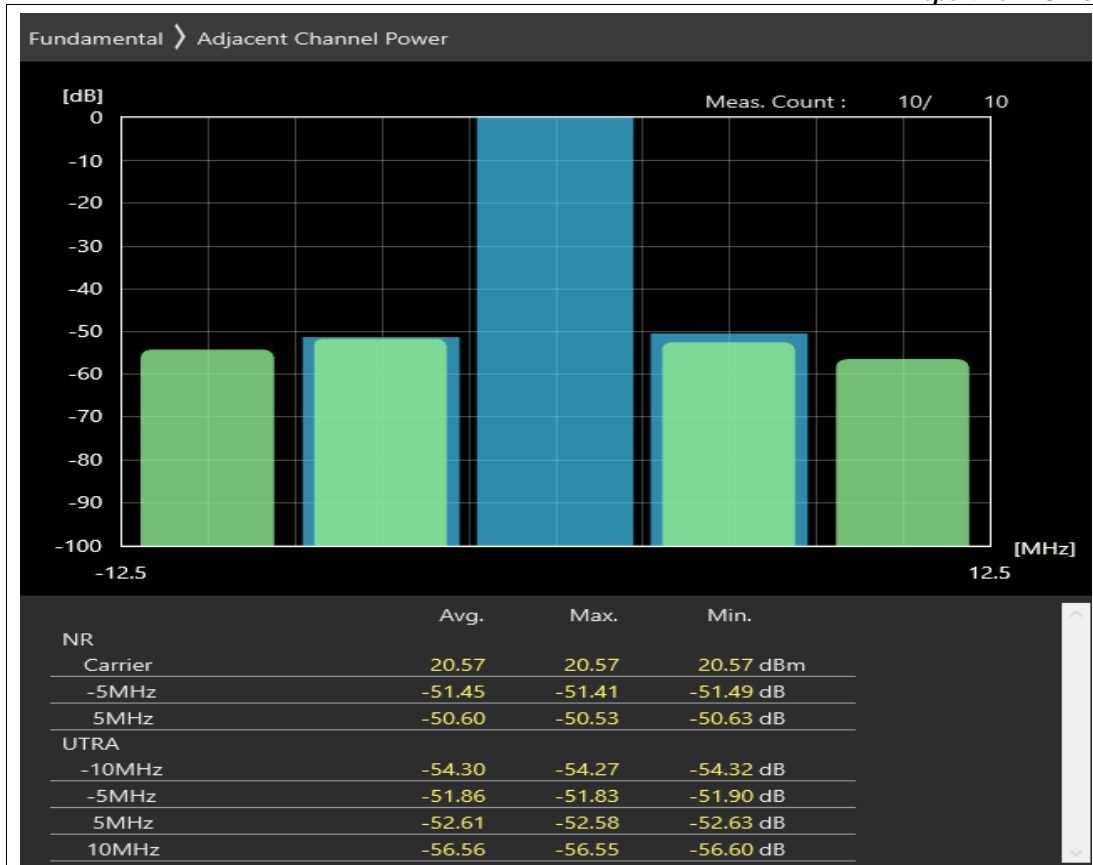 Fundamental ❭ Adjacent Channel Power
[dB]
Meas. Count : 10/ 10
0
-10
-20
-30
-40
-50
-60
-70
-80
-90
-100
[MHz]
-12.5 12.5
Avg. Max. Min.
NR
Carrier 20.57 20.57 20.57 dBm
-5MHz -51.45 -51.41 -51.49 dB
5MHz -50.60 -50.53 -50.63 dB
UTRA
-10MHz -54.30 -54.27 -54.32 dB
-5MHz -51.86 -51.83 -51.90 dB
5MHz -52.61 -52.58 -52.63 dB
10MHz -56.56 -56.55 -56.60 dB